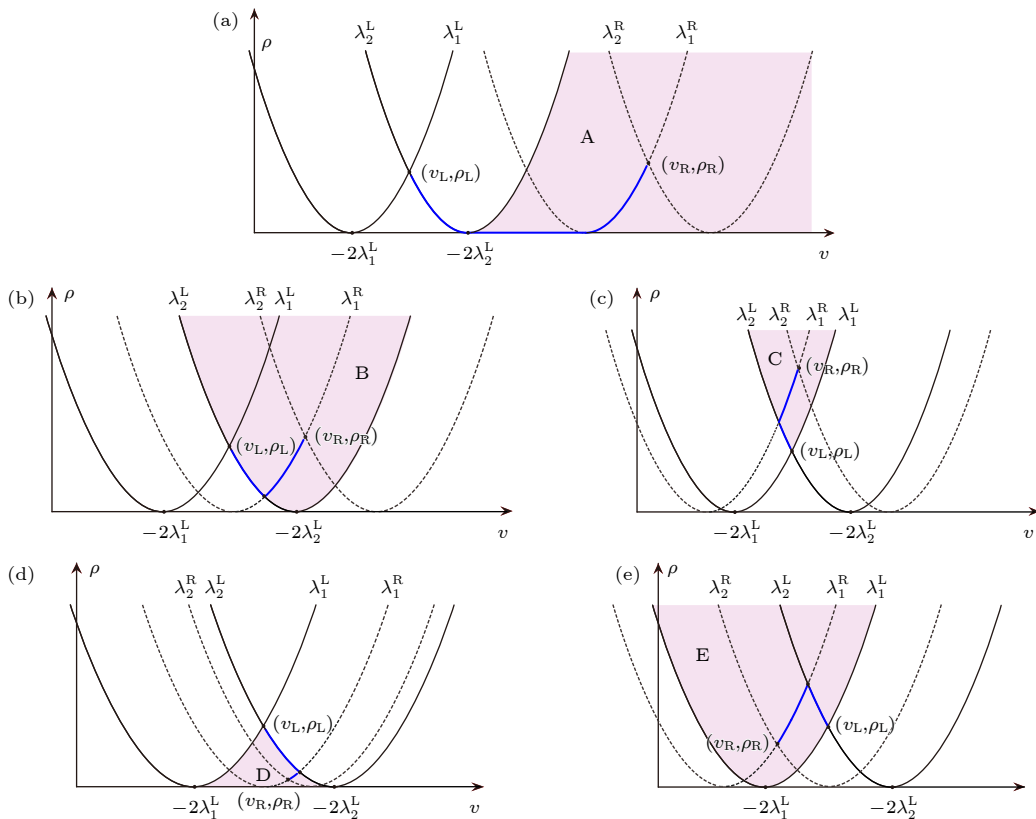 (a)
ρ
λ₂ᴸ λ₁ᴸ λ₂ᴿ λ₁ᴿ
A
(v_L,ρ_L)
(v_R,ρ_R)
−2λ₁ᴸ −2λ₂ᴸ v
(b)
ρ
λ₂ᴸ λ₂ᴿ λ₁ᴸ λ₁ᴿ
B
(v_L,ρ_L) (v_R,ρ_R)
−2λ₁ᴸ −2λ₂ᴸ v
(c)
ρ
λ₂ᴸ λ₂ᴿ λ₁ᴿ λ₁ᴸ
C
(v_R,ρ_R)
(v_L,ρ_L)
−2λ₁ᴸ −2λ₂ᴸ v
(d)
ρ
λ₂ᴿ λ₂ᴸ λ₁ᴸ λ₁ᴿ
(v_L,ρ_L)
D
(v_R,ρ_R)
−2λ₁ᴸ −2λ₂ᴸ v
(e)
ρ
λ₂ᴿ λ₂ᴸ λ₁ᴿ λ₁ᴸ
E
(v_L,ρ_L)
(v_R,ρ_R)
−2λ₁ᴸ −2λ₂ᴸ v